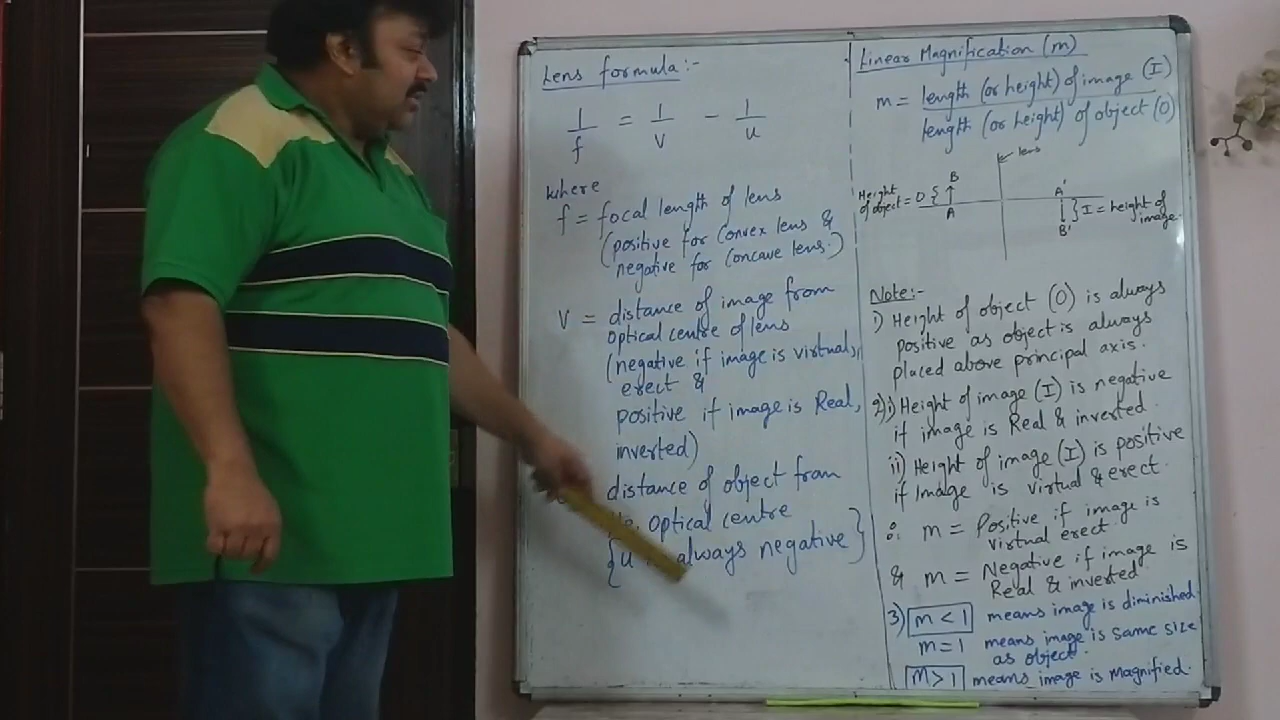 Lens formula:-
1/f = 1/v - 1/u
where
f = focal length of lens
(positive for convex lens &
negative for concave lens.)
V = distance of image from
optical centre of lens
(negative if image is virtual,
erect &
positive if image is Real,
inverted)
distance of object from
optical centre
{u always negative}
Linear Magnification (m)
m = length (or height) of image (I)
length (or height) of object (O)
lens
Height
of object = O { B
A
A'
B'
} I = height of
image.
Note:-
1) Height of object (O) is always
positive as object is always
placed above principal axis.
2) i) Height of image (I) is negative
if image is Real & inverted.
ii) Height of image (I) is positive
if Image is virtual & erect.
∴ m = Positive if image is
virtual erect
& m = Negative if image is
Real & inverted
3) m < 1 means image is diminished.
m = 1 means image is same size
as object.
m > 1 means image is Magnified.